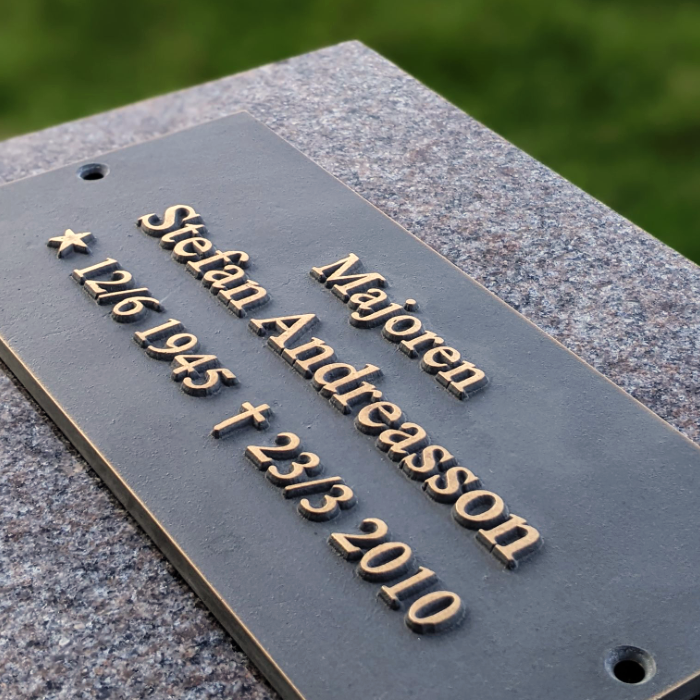 Majoren
Stefan Andreasson
★ 12/6 1945 † 23/3 2010